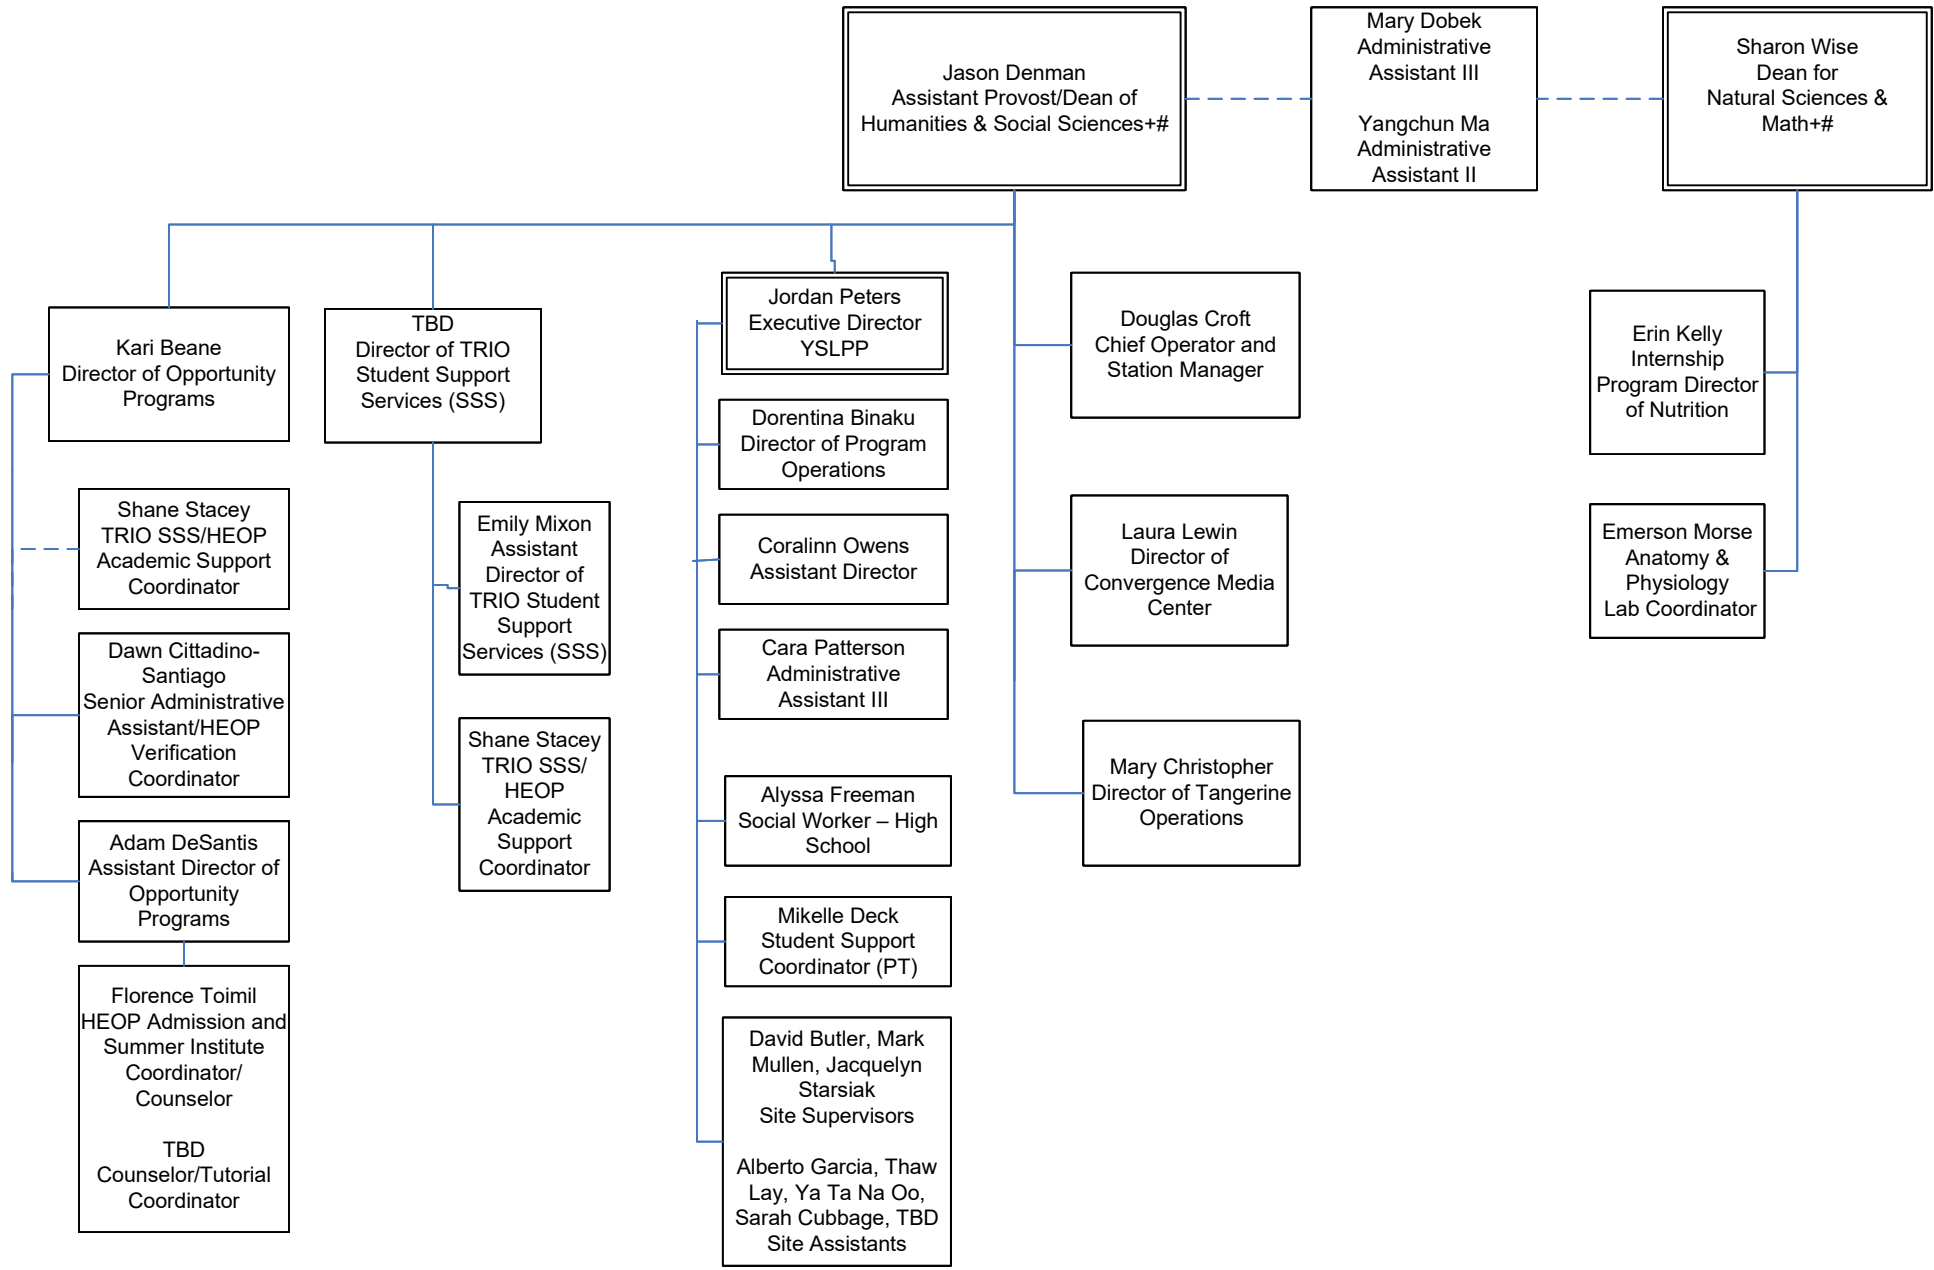 Jason Denman
Assistant Provost/Dean of
Humanities & Social Sciences+#
Mary Dobek
Administrative
Assistant III
Yangchun Ma
Administrative
Assistant II
Sharon Wise
Dean for
Natural Sciences &
Math+#
Kari Beane
Director of Opportunity
Programs
Shane Stacey
TRIO SSS/HEOP
Academic Support
Coordinator
Dawn Cittadino-
Santiago
Senior Administrative
Assistant/HEOP
Verification
Coordinator
Adam DeSantis
Assistant Director of
Opportunity
Programs
Florence Toimil
HEOP Admission and
Summer Institute
Coordinator/
Counselor
TBD
Counselor/Tutorial
Coordinator
TBD
Director of TRIO
Student Support
Services (SSS)
Emily Mixon
Assistant
Director of
TRIO Student
Support
Services (SSS)
Shane Stacey
TRIO SSS/
HEOP
Academic
Support
Coordinator
Jordan Peters
Executive Director
YSLPP
Dorentina Binaku
Director of Program
Operations
Coralinn Owens
Assistant Director
Cara Patterson
Administrative
Assistant III
Alyssa Freeman
Social Worker – High
School
Mikelle Deck
Student Support
Coordinator (PT)
David Butler, Mark
Mullen, Jacquelyn
Starsiak
Site Supervisors
Alberto Garcia, Thaw
Lay, Ya Ta Na Oo,
Sarah Cubbage, TBD
Site Assistants
Douglas Croft
Chief Operator and
Station Manager
Laura Lewin
Director of
Convergence Media
Center
Mary Christopher
Director of Tangerine
Operations
Erin Kelly
Internship
Program Director
of Nutrition
Emerson Morse
Anatomy &
Physiology
Lab Coordinator